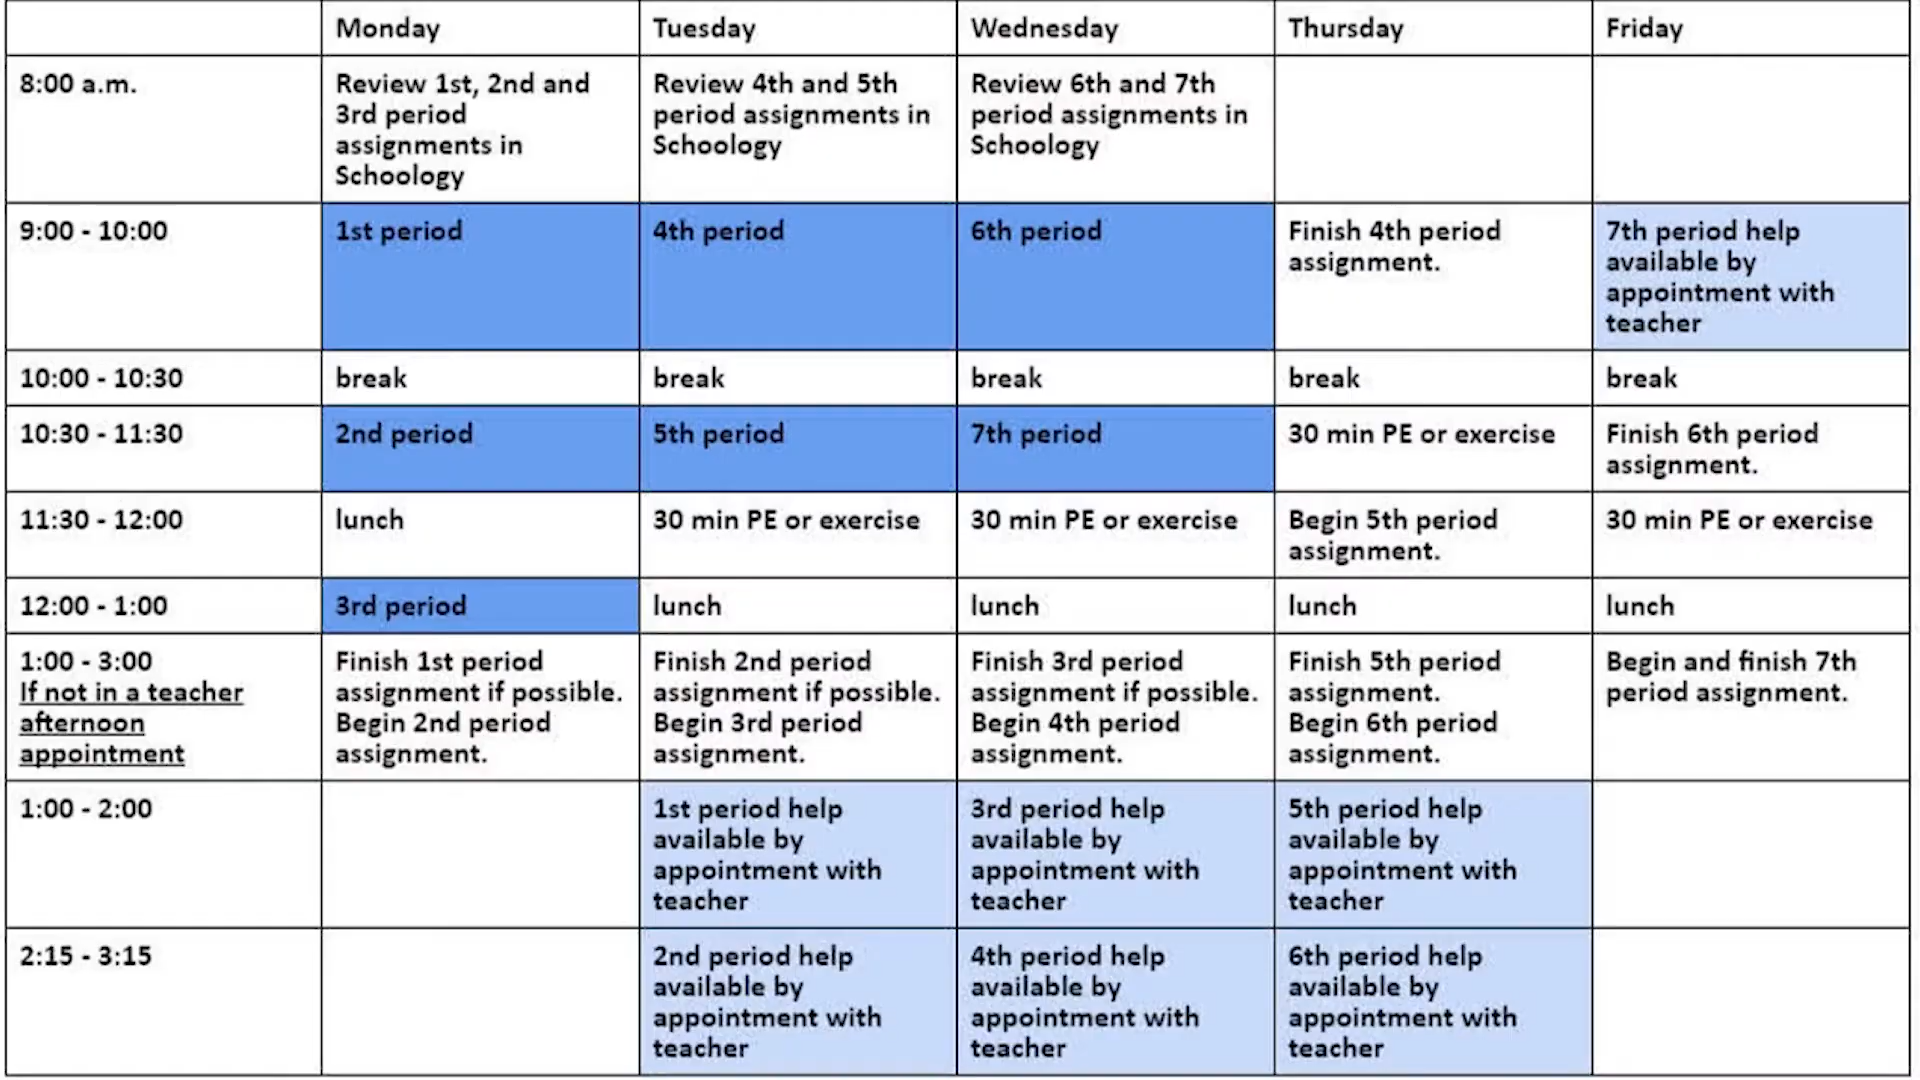 Monday
Tuesday
Wednesday
Thursday
Friday
8:00 a.m.
Review 1st, 2nd and
3rd period
assignments in
Schoology
Review 4th and 5th
period assignments in
Schoology
Review 6th and 7th
period assignments in
Schoology
9:00 - 10:00
1st period
4th period
6th period
Finish 4th period
assignment.
7th period help
available by
appointment with
teacher
10:00 - 10:30
break
break
break
break
break
10:30 - 11:30
2nd period
5th period
7th period
30 min PE or exercise
Finish 6th period
assignment.
11:30 - 12:00
lunch
30 min PE or exercise
30 min PE or exercise
Begin 5th period
assignment.
30 min PE or exercise
12:00 - 1:00
3rd period
lunch
lunch
lunch
lunch
1:00 - 3:00
If not in a teacher
afternoon
appointment
Finish 1st period
assignment if possible.
Begin 2nd period
assignment.
Finish 2nd period
assignment if possible.
Begin 3rd period
assignment.
Finish 3rd period
assignment if possible.
Begin 4th period
assignment.
Finish 5th period
assignment.
Begin 6th period
assignment.
Begin and finish 7th
period assignment.
1:00 - 2:00
1st period help
available by
appointment with
teacher
3rd period help
available by
appointment with
teacher
5th period help
available by
appointment with
teacher
2:15 - 3:15
2nd period help
available by
appointment with
teacher
4th period help
available by
appointment with
teacher
6th period help
available by
appointment with
teacher